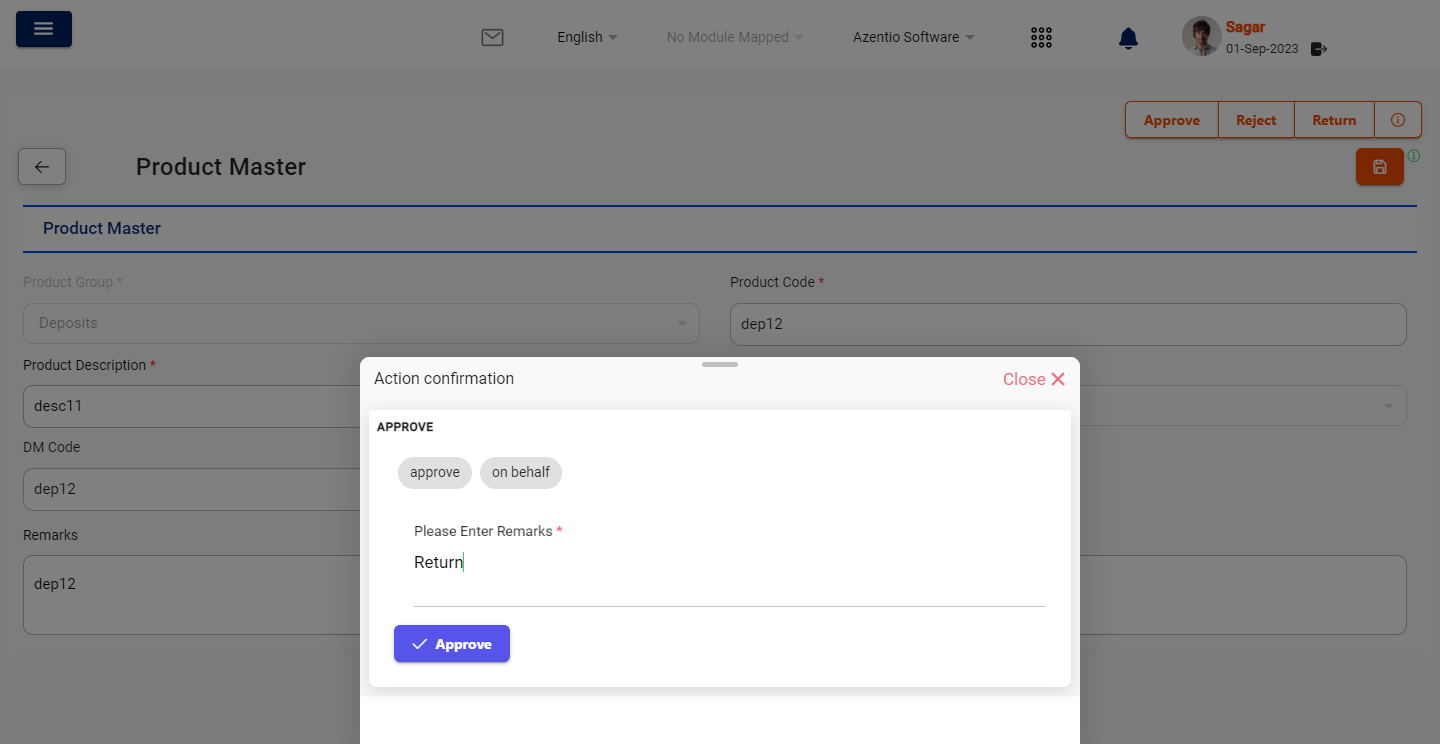 English
No Module Mapped
Azentio Software
Sagar
01-Sep-2023
Approve
Reject
Return
Product Master
Product Master
Product Group *
Product Code *
Deposits
dep12
Product Description *
desc11
DM Code
dep12
Remarks
dep12
Action confirmation
Close
APPROVE
approve
on behalf
Please Enter Remarks *
Return
Approve